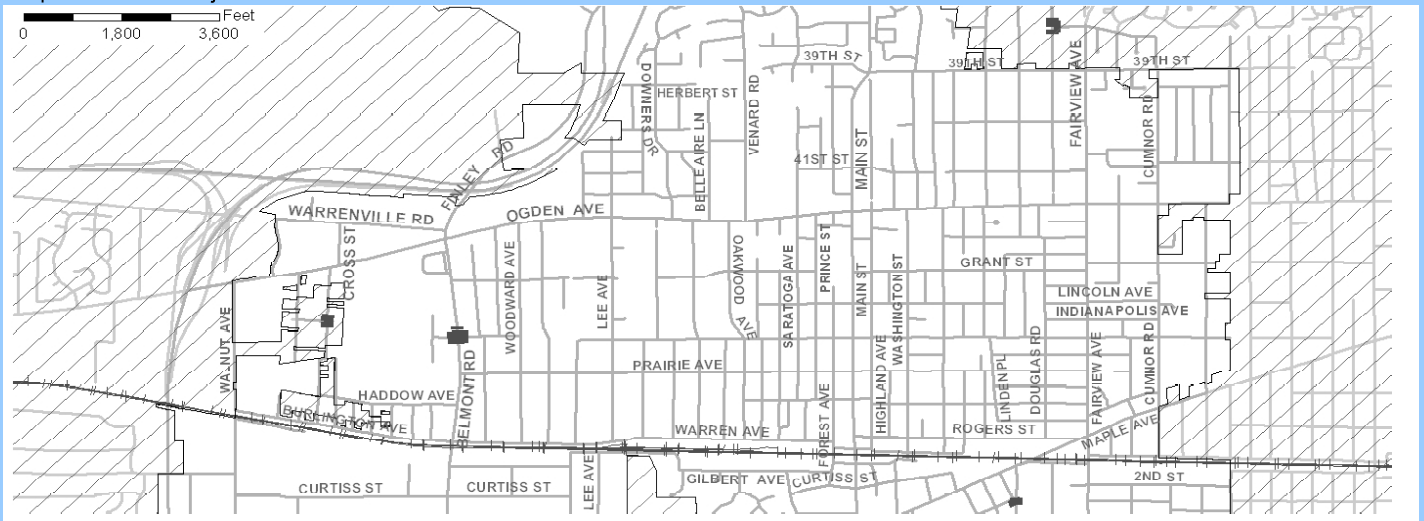 Feet
0 1,800 3,600
39TH ST
39TH ST
39TH ST
FAIRVIEW AVE
DOWNERS DR
HERBERT ST
VENARD RD
BELLE AIRE LN
41ST ST
MAIN ST
CUMNOR RD
FINLEY RD
WARRENVILLE RD
OGDEN AVE
CROSS ST
WOODWARD AVE
LEE AVE
OAKWOOD AVE
SARATOGA AVE
PRINCE ST
MAIN ST
WASHINGTON ST
GRANT ST
LINCOLN AVE
INDIANAPOLIS AVE
WALNUT AVE
BELMONT RD
PRAIRIE AVE
HIGHLAND AVE
LINDEN PL
DOUGLAS RD
FAIRVIEW AVE
CUMNOR RD
HADDOW AVE
BURLINGTON AVE
WARREN AVE
FOREST AVE
ROGERS ST
MAPLE AVE
CURTISS ST
CURTISS ST
LEE AVE
GILBERT AVE
CURTISS ST
2ND ST